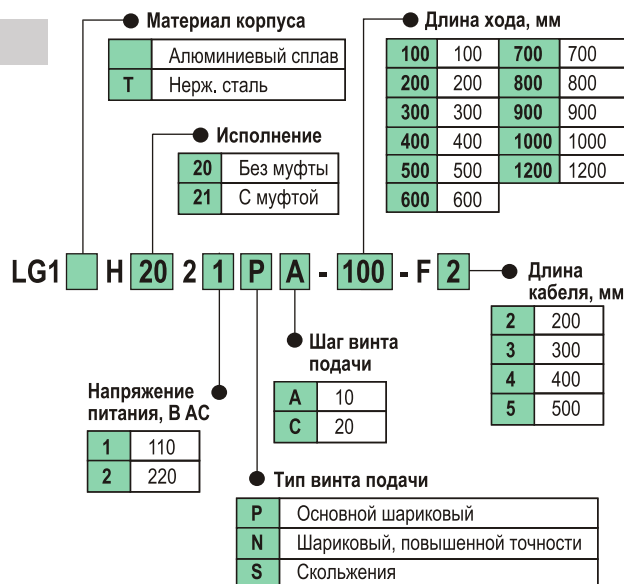 Материал корпуса
Алюминиевый сплав
T Нерж. сталь
Длина хода, мм
100 100 700 700
200 200 800 800
300 300 900 900
400 400 1000 1000
500 500 1200 1200
600 600
Исполнение
20 Без муфты
21 С муфтой
LG1 H 20 2 1 P A - 100 - F 2
Длина
кабеля, мм
2 200
3 300
4 400
5 500
Шаг винта
подачи
A 10
C 20
Напряжение
питания, В AC
1 110
2 220
Тип винта подачи
P Основной шариковый
N Шариковый, повышенной точности
S Скольжения